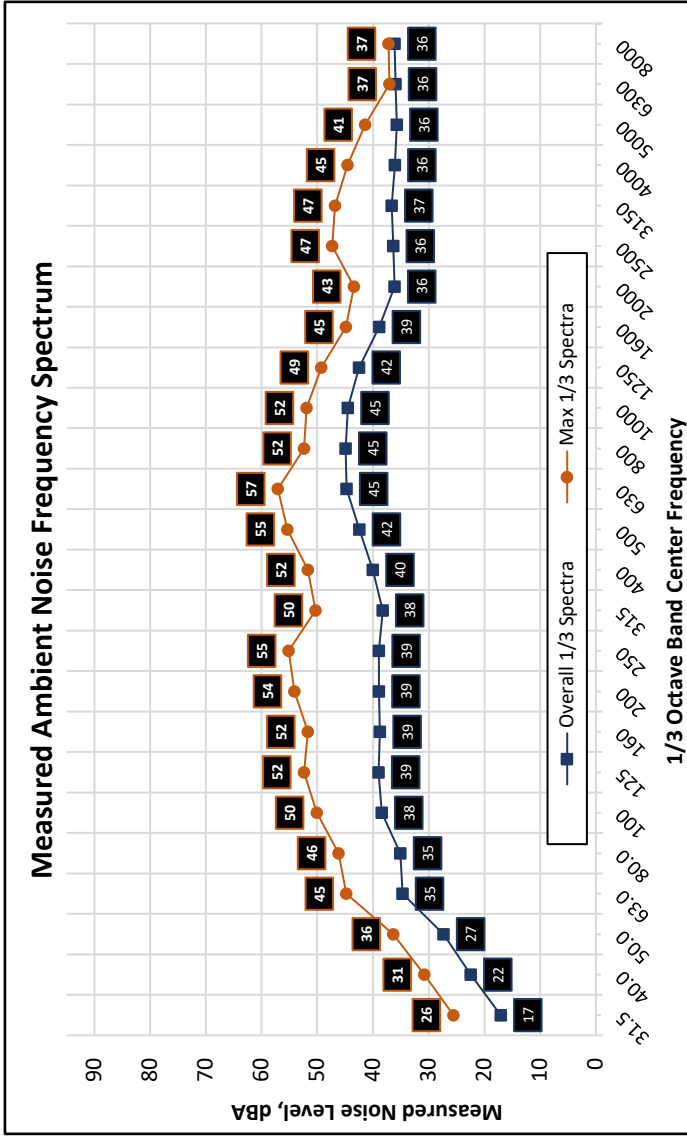 Measured Ambient Noise Frequency Spectrum
Measured Noise Level, dBA
90
80
70
60
50
40
30
20
10
0
26 31 36 45 46 50 52 52 54 55 50 52 55 57 52 52 49 45 43 47 47 45 41 37 37
17 22 27 35 35 38 39 39 39 39 38 40 42 45 45 45 42 39 36 36 37 36 36 36 36
Overall 1/3 Spectra Max 1/3 Spectra
31.5 40.0 50.0 63.0 80.0 100 125 160 200 250 315 400 500 630 800 1000 1250 1600 2000 2500 3150 4000 5000 6300 8000
1/3 Octave Band Center Frequency